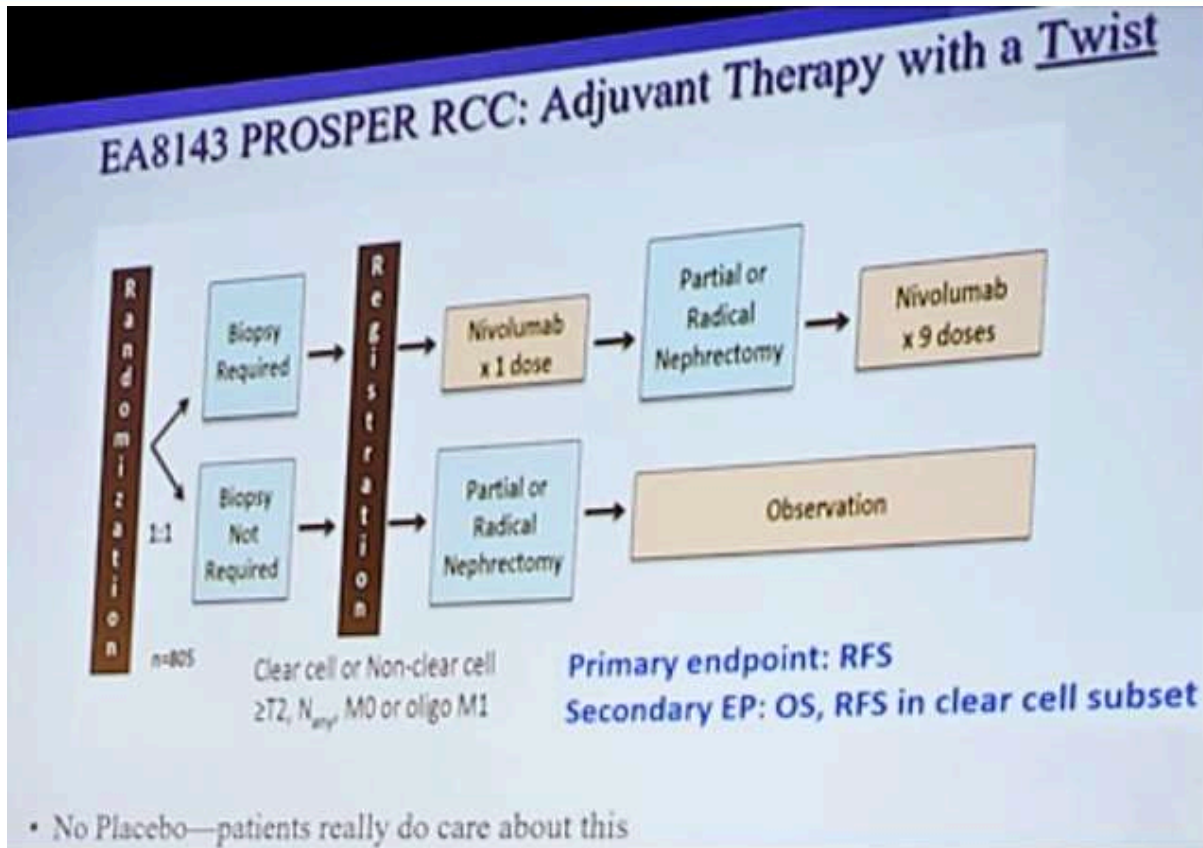 EA8143 PROSPER RCC: Adjuvant Therapy with a Twist
Randomization
1:1
n=805
Biopsy
Required
Biopsy
Not
Required
Registration
Nivolumab
x 1 dose
Partial or
Radical
Nephrectomy
Nivolumab
x 9 doses
Partial or
Radical
Nephrectomy
Observation
Clear cell or Non-clear cell
≥T2, Nany, M0 or oligo M1
Primary endpoint: RFS
Secondary EP: OS, RFS in clear cell subset
• No Placebo—patients really do care about this